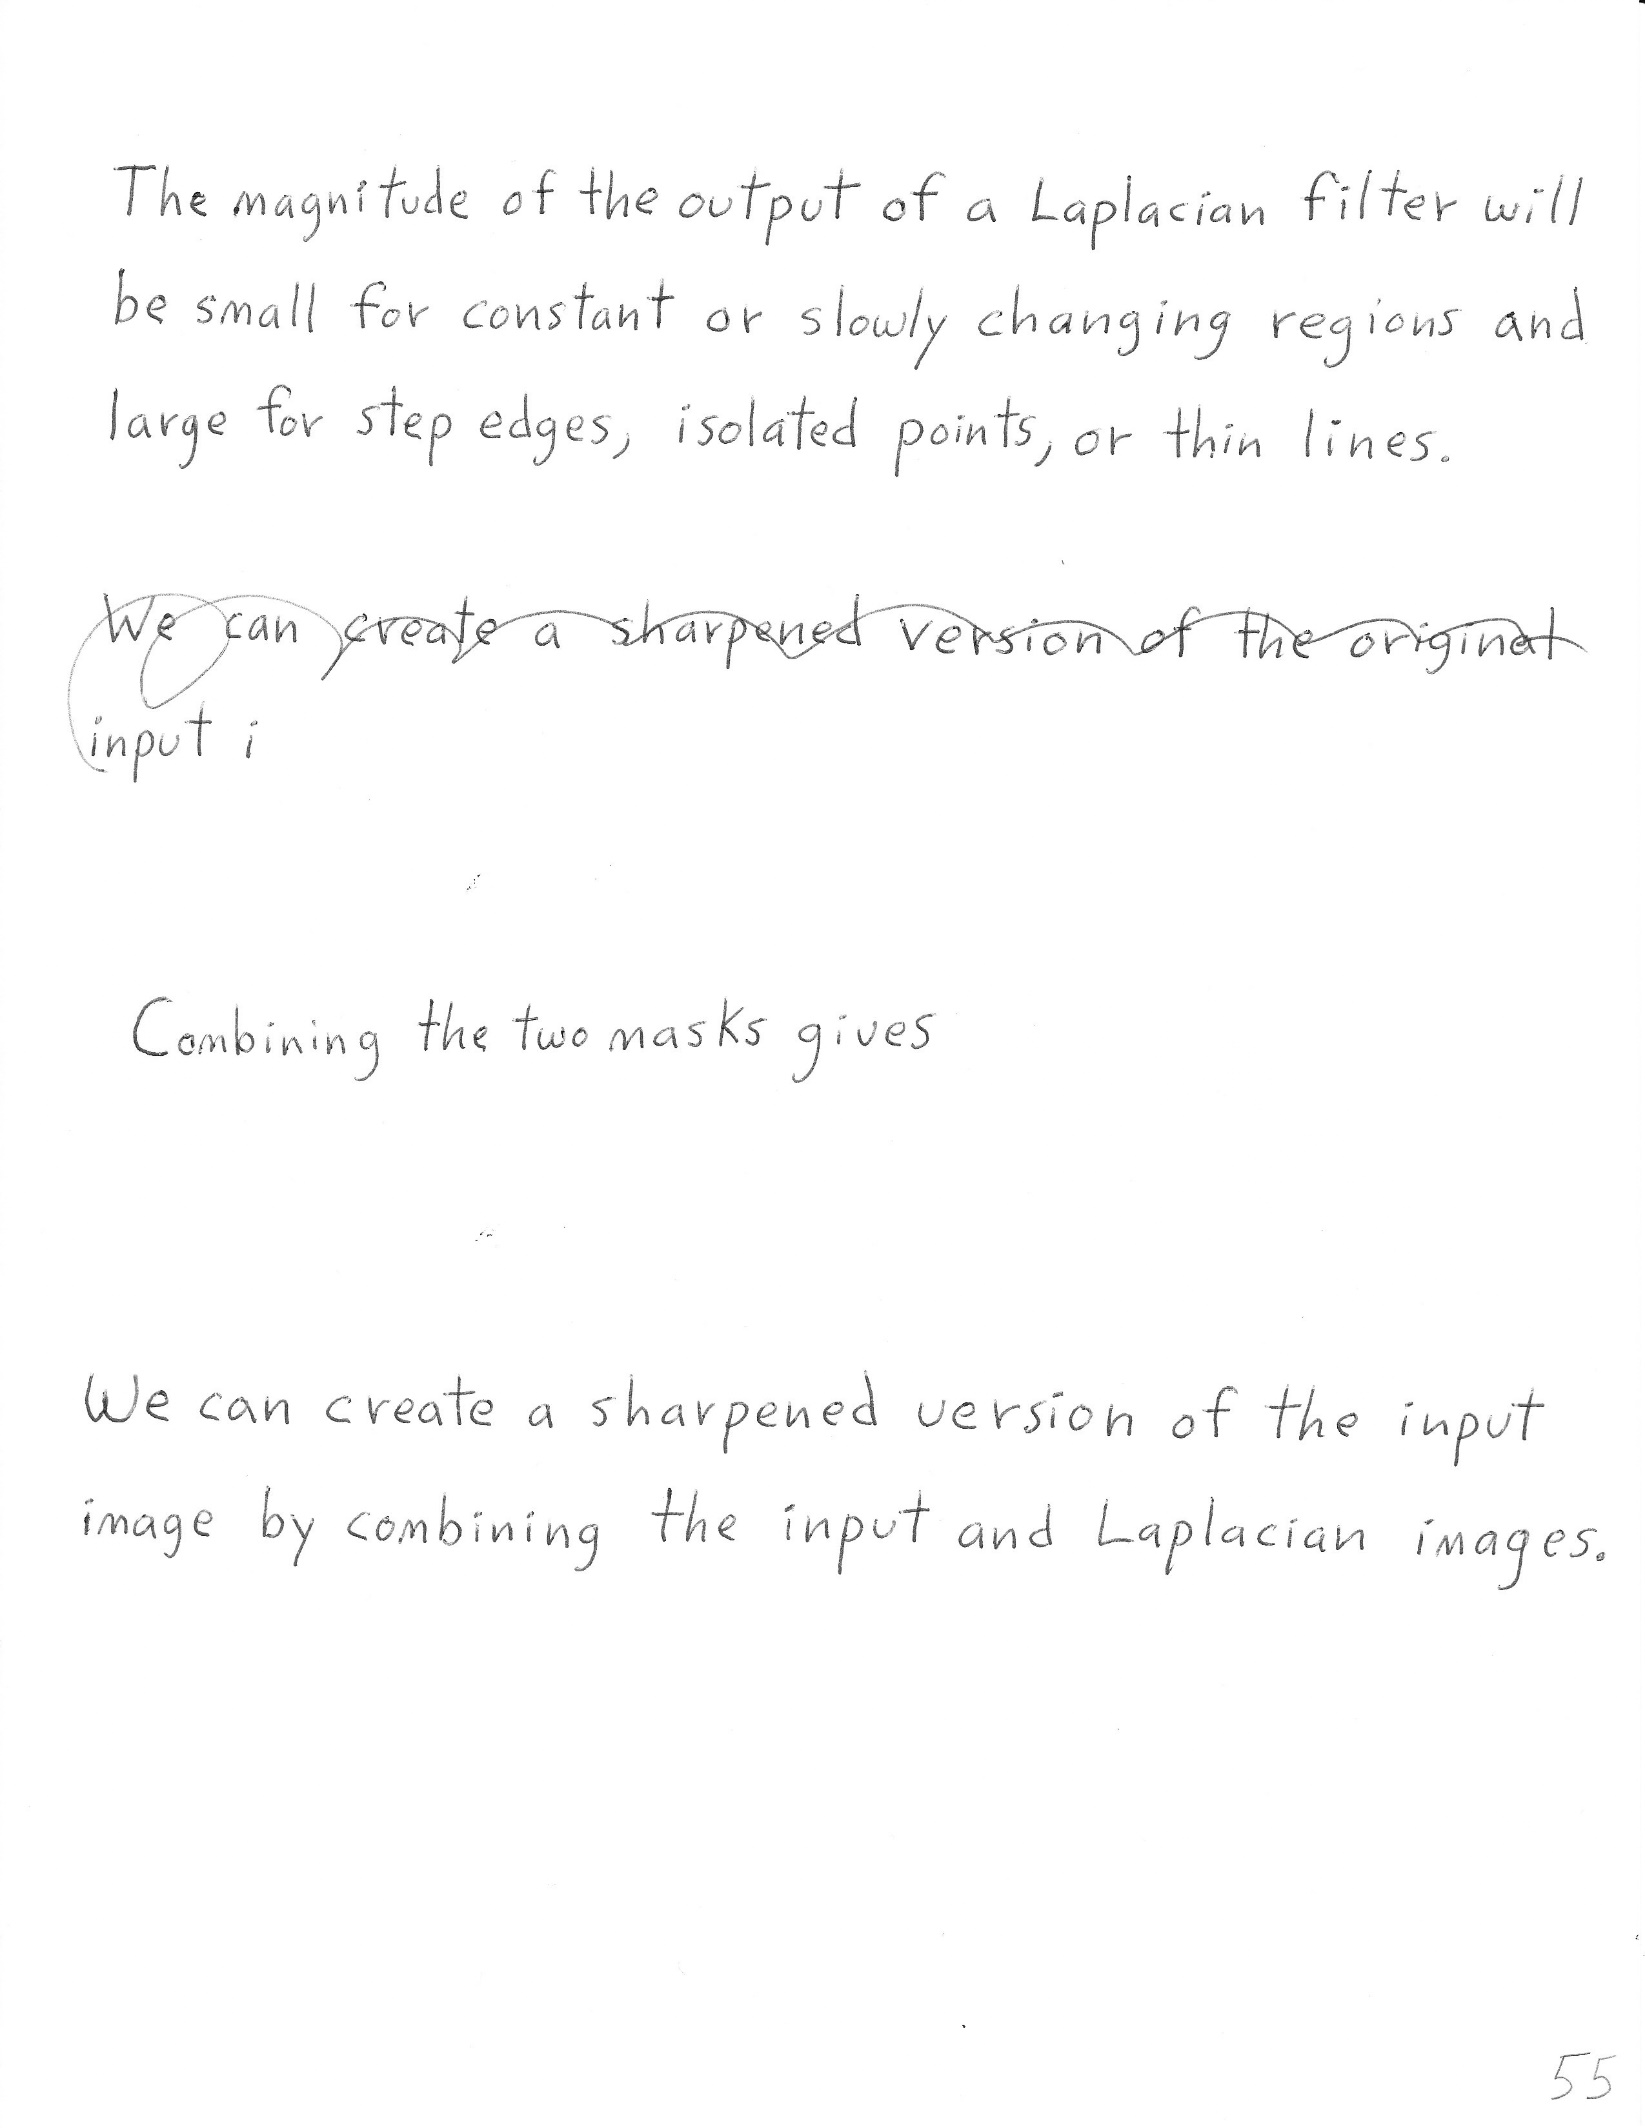 The magnitude of the output of a Laplacian filter will
be small for constant or slowly changing regions and
large for step edges, isolated points, or thin lines.
We can create a sharpened version of the original
input i
Combining the two masks gives
We can create a sharpened version of the input
image by combining the input and Laplacian images.
55